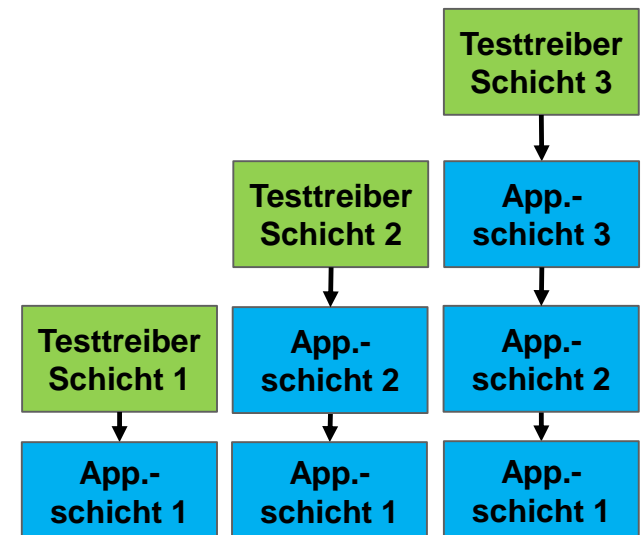 Testtreiber
Schicht 3
Testtreiber
Schicht 2
App.-
schicht 3
Testtreiber
Schicht 1
App.-
schicht 2
App.-
schicht 2
App.-
schicht 1
App.-
schicht 1
App.-
schicht 1